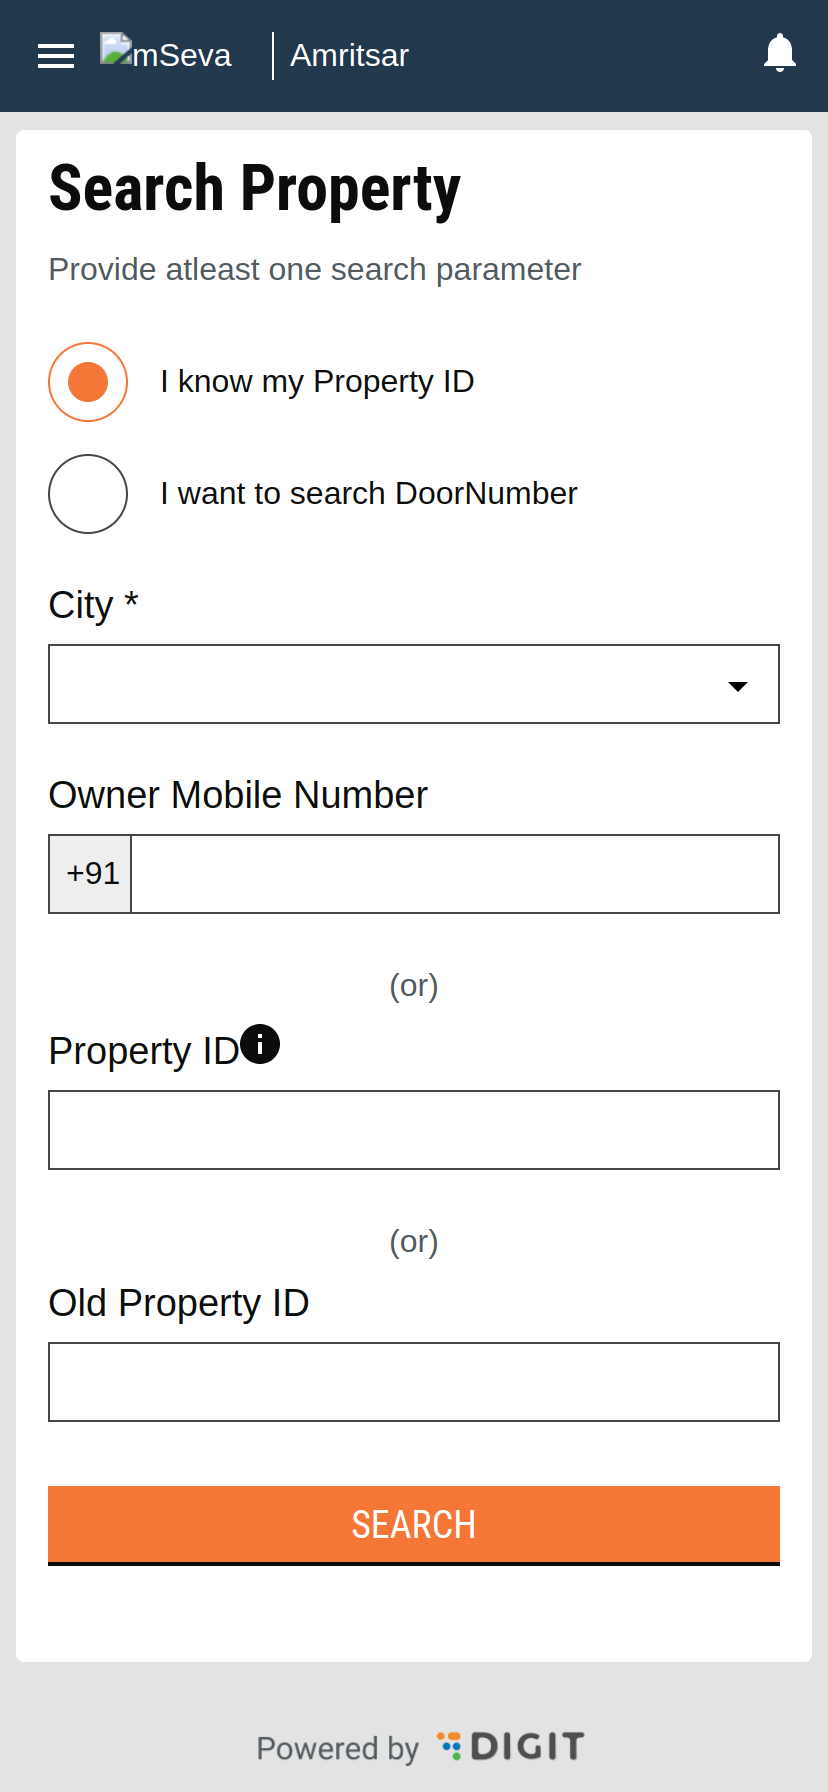 mSeva
Amritsar
Search Property
Provide atleast one search parameter
I know my Property ID
I want to search DoorNumber
City *
Owner Mobile Number
+91
(or)
Property ID
(or)
Old Property ID
SEARCH
Powered by DIGIT